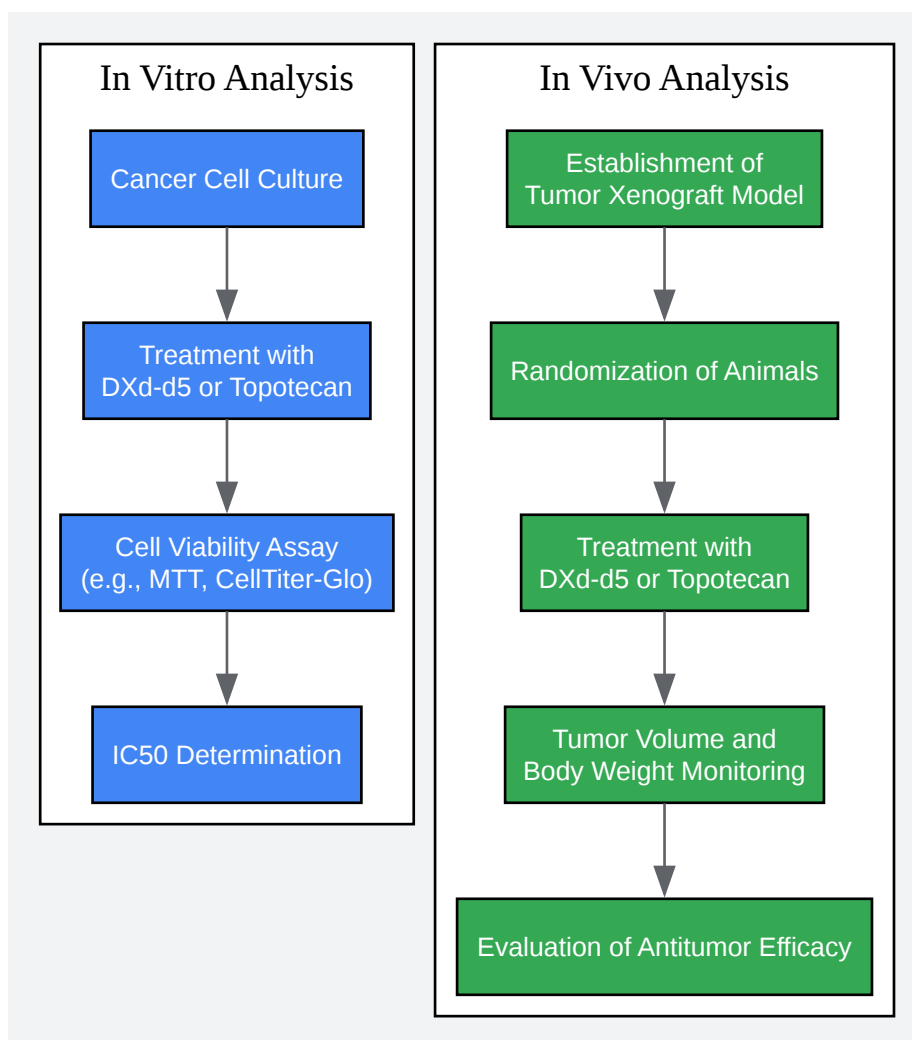 In Vitro Analysis
Cancer Cell Culture
Treatment with
DXd-d5 or Topotecan
Cell Viability Assay
(e.g., MTT, CellTiter-Glo)
IC50 Determination
In Vivo Analysis
Establishment of
Tumor Xenograft Model
Randomization of Animals
Treatment with
DXd-d5 or Topotecan
Tumor Volume and
Body Weight Monitoring
Evaluation of Antitumor Efficacy